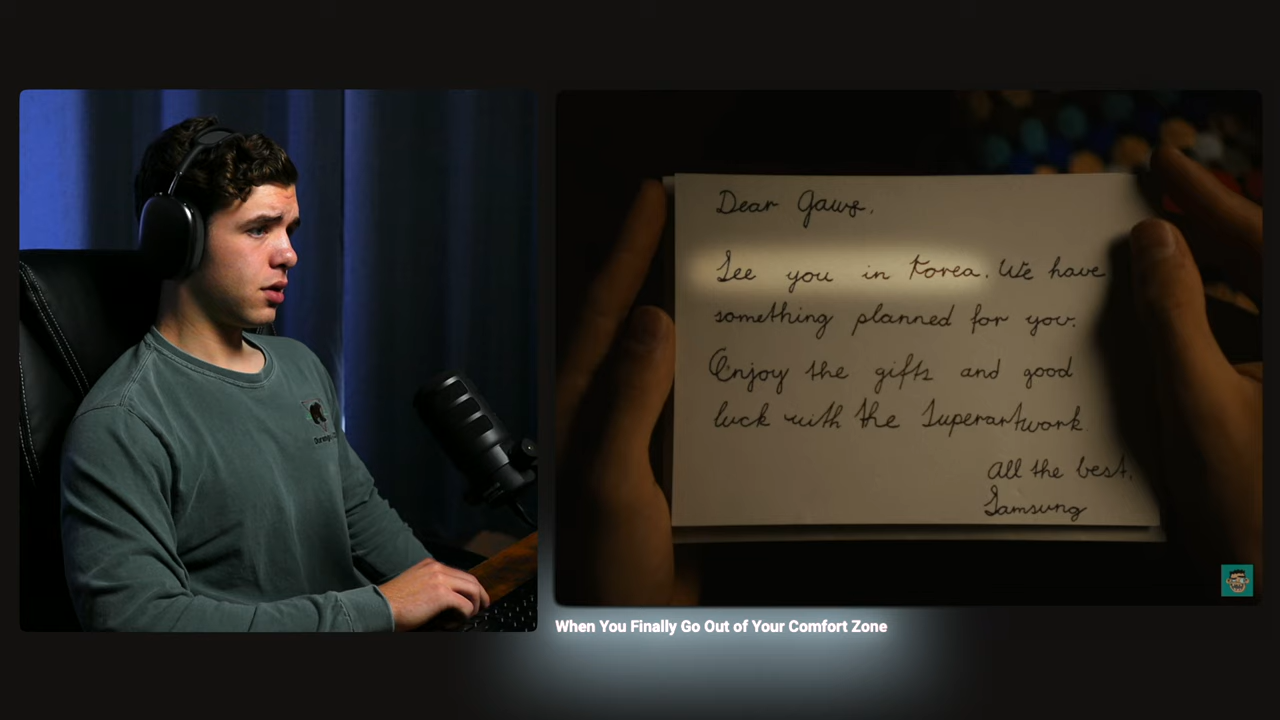 Dear Gawx,
See you in Korea. We have
something planned for you.
Enjoy the gifts and good
luck with the Superartwork.
All the best,
Samsung
When You Finally Go Out of Your Comfort Zone